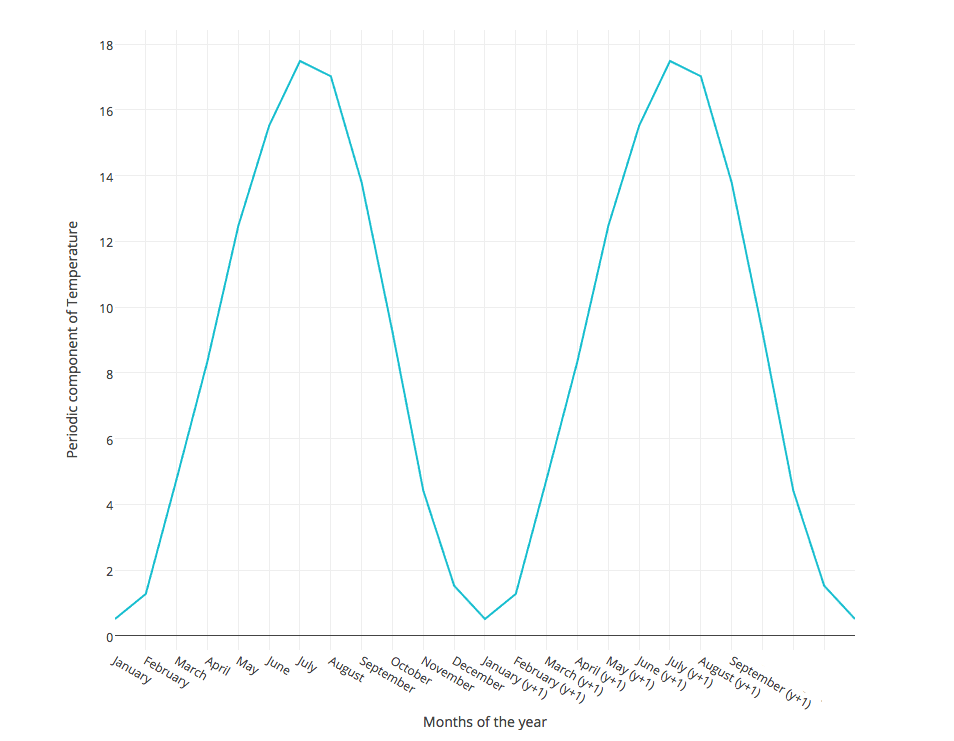 18
16
14
12
10
8
6
4
2
0
Periodic component of Temperature
January
February
March
April
May
June
July
August
September
October
November
December
January (y+1)
February (y+1)
March (y+1)
April (y+1)
May (y+1)
June (y+1)
July (y+1)
August (y+1)
September (y+1)
Months of the year